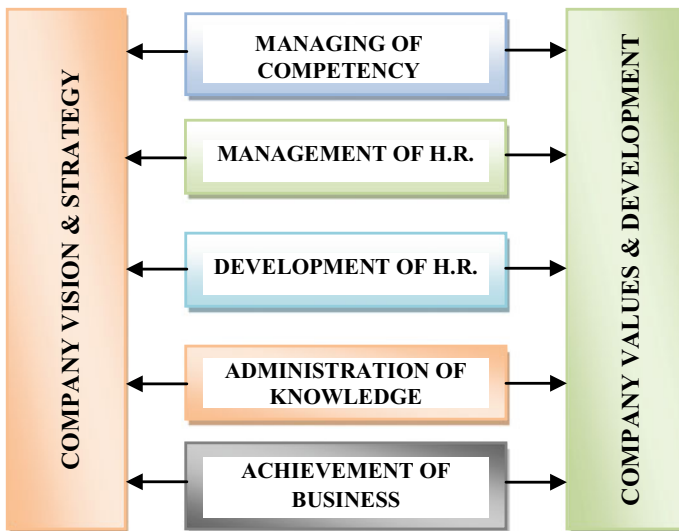 COMPANY VISION & STRATEGY
MANAGING OF
COMPETENCY
MANAGEMENT OF H.R.
DEVELOPMENT OF H.R.
ADMINISTRATION OF
KNOWLEDGE
ACHIEVEMENT OF
BUSINESS
COMPANY VALUES & DEVELOPMENT